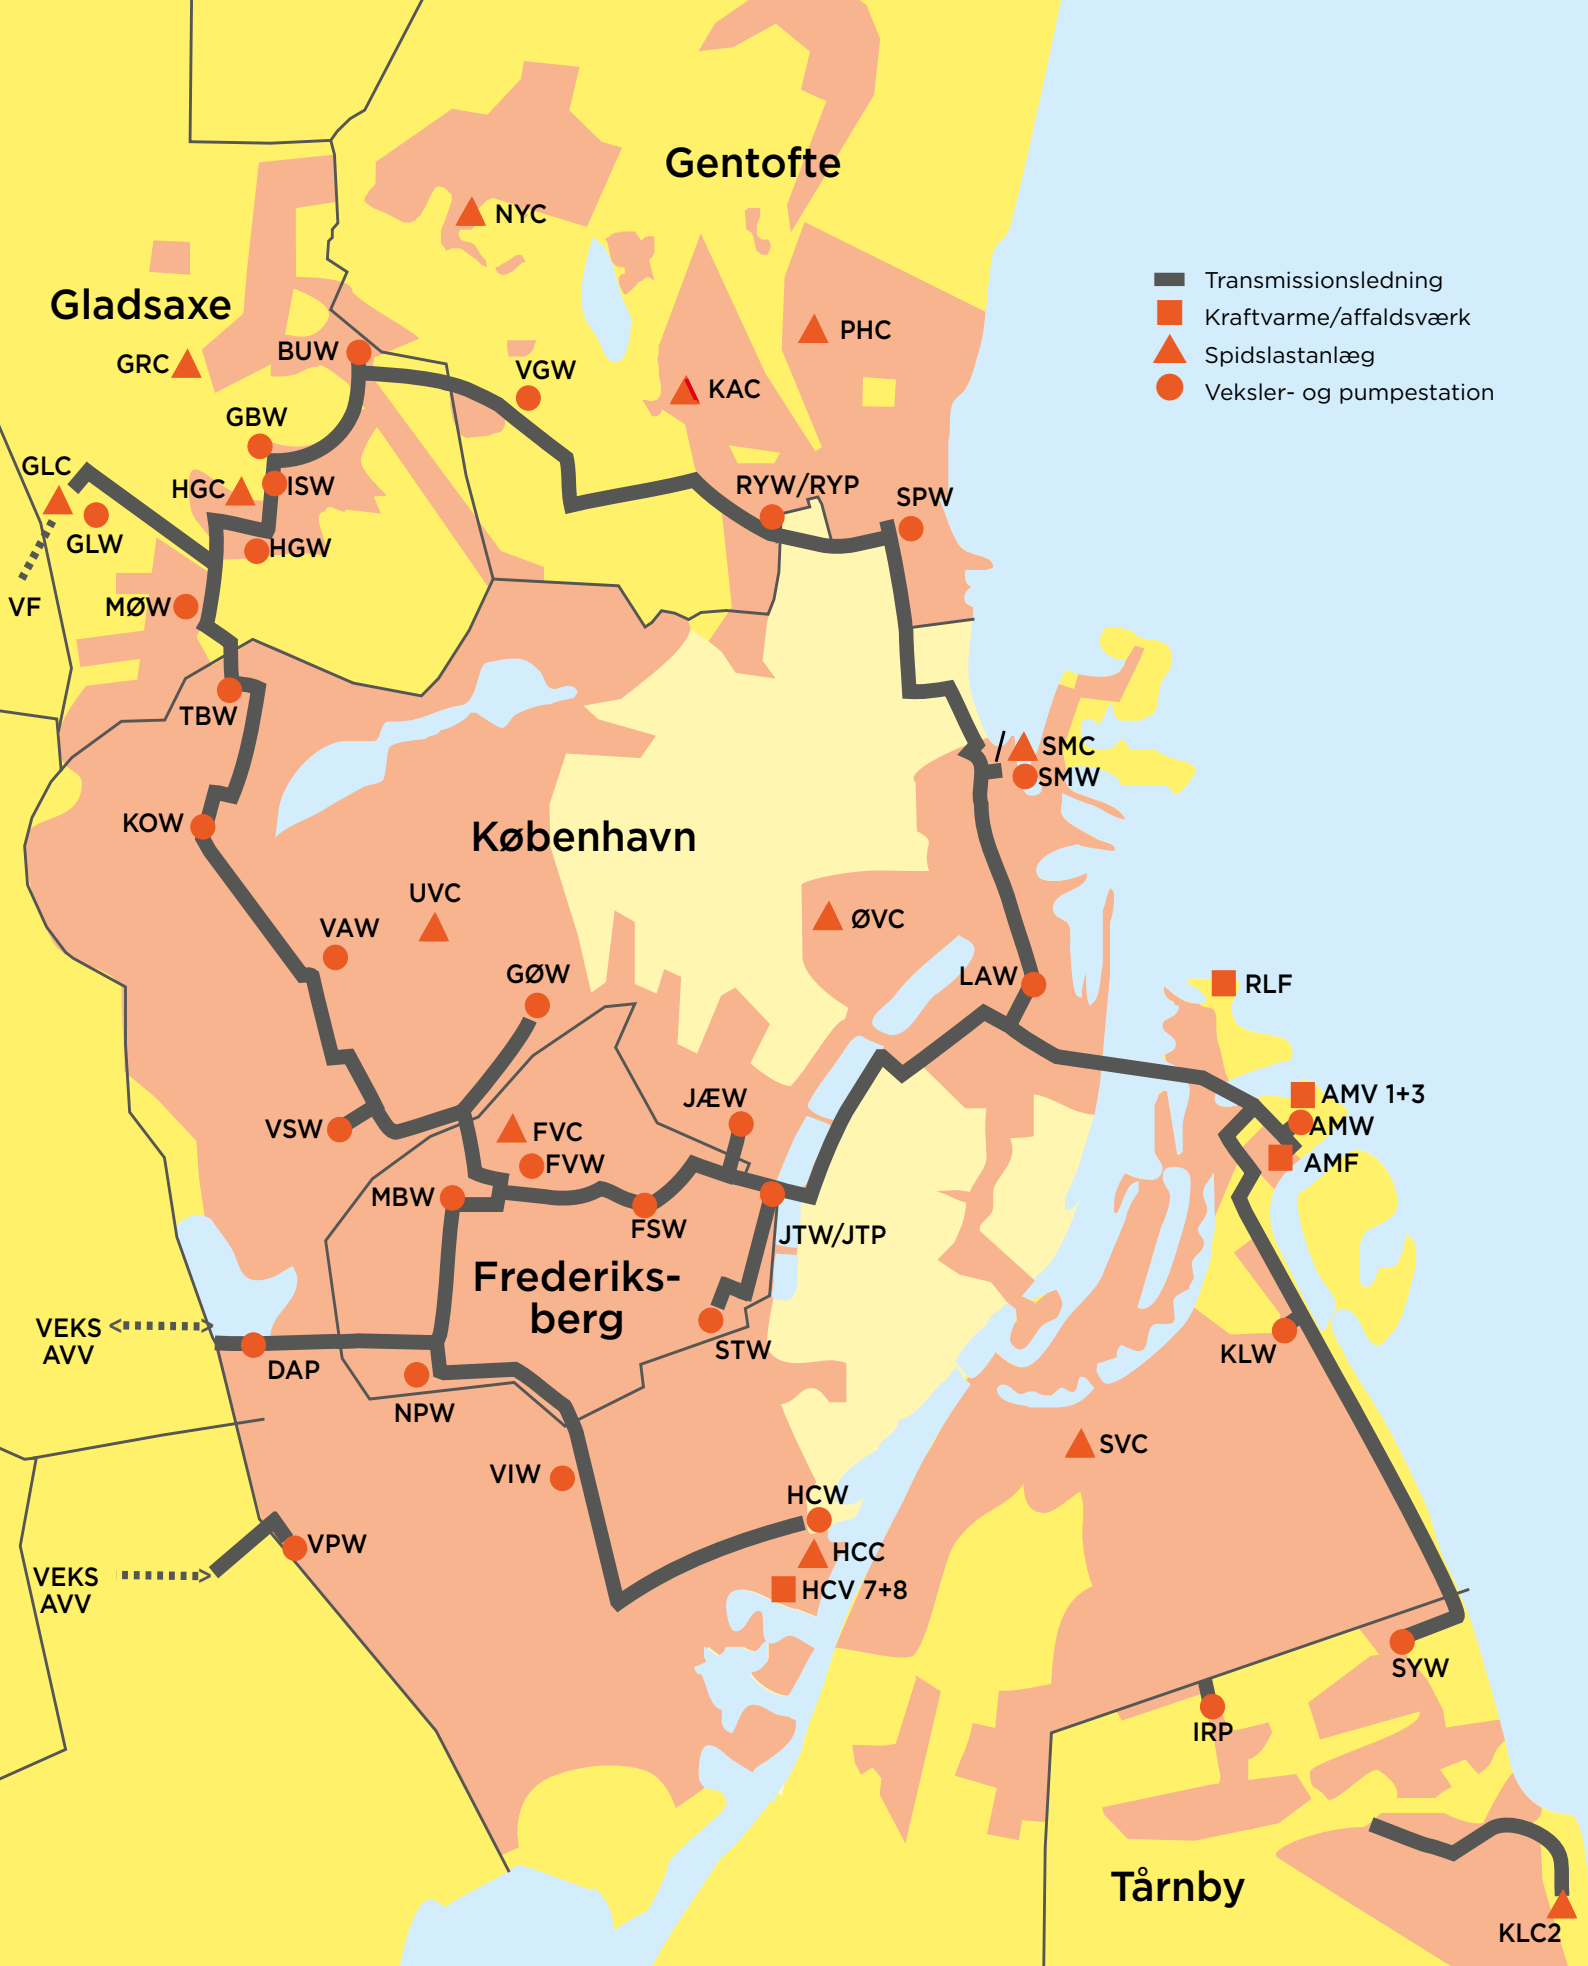 Gentofte
NYC
Transmissionsledning
Kraftvarme/affaldsværk
Spidslastanlæg
Veksler- og pumpestation
Gladsaxe
PHC
BUW
GRC
VGW
KAC
GBW
GLC
HGC
ISW
RYW/RYP
SPW
GLW
HGW
VF
MØW
TBW
SMC
SMW
KOW
København
UVC
VAW
ØVC
GØW
LAW
RLF
JÆW
AMV 1+3
VSW
FVC
AMW
FVW
AMF
MBW
FSW
JTW/JTP
Frederiks-
berg
VEKS
AVV
DAP
STW
KLW
NPW
SVC
VIW
HCW
VPW
HCC
VEKS
AVV
HCV 7+8
SYW
IRP
Tårnby
KLC2